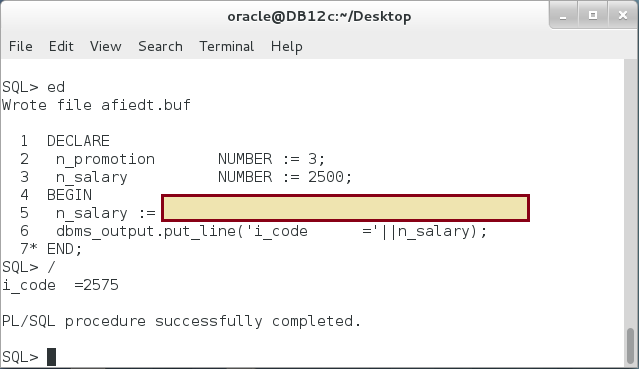 oracle@DB12c:~/Desktop
File Edit View Search Terminal Help
SQL> ed
Wrote file afiedt.buf
1 DECLARE
2 n_promotion NUMBER := 3;
3 n_salary NUMBER := 2500;
4 BEGIN
5 n_salary :=
6 dbms_output.put_line('i_code ='||n_salary);
7* END;
SQL> /
i_code =2575
PL/SQL procedure successfully completed.
SQL>